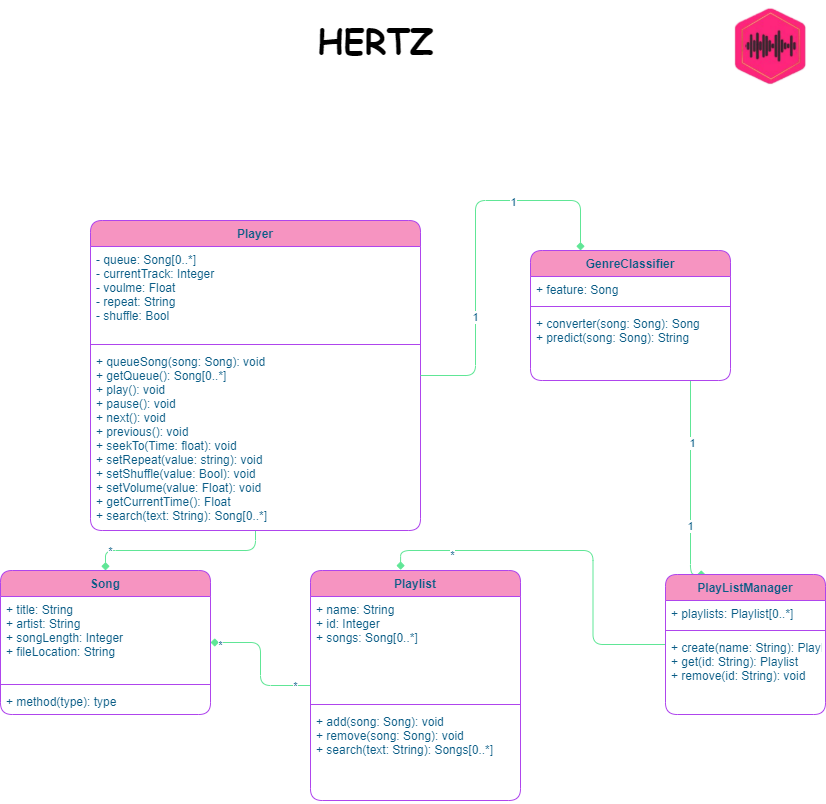 HERTZ
1
Player
- queue: Song[0..*]
- currentTrack: Integer
- voulme: Float
- repeat: String
- shuffle: Bool
+ queueSong(song: Song): void
+ getQueue(): Song[0..*]
+ play(): void
+ pause(): void
+ next(): void
+ previous(): void
+ seekTo(Time: float): void
+ setRepeat(value: string): void
+ setShuffle(value: Bool): void
+ setVolume(value: Float): void
+ getCurrentTime(): Float
+ search(text: String): Song[0..*]
1
GenreClassifier
+ feature: Song
+ converter(song: Song): Song
+ predict(song: Song): String
1
1
*
*
Song
+ title: String
+ artist: String
+ songLength: Integer
+ fileLocation: String
+ method(type): type
*
*
Playlist
+ name: String
+ id: Integer
+ songs: Song[0..*]
+ add(song: Song): void
+ remove(song: Song): void
+ search(text: String): Songs[0..*]
PlayListManager
+ playlists: Playlist[0..*]
+ create(name: String): Play
+ get(id: String): Playlist
+ remove(id: String): void